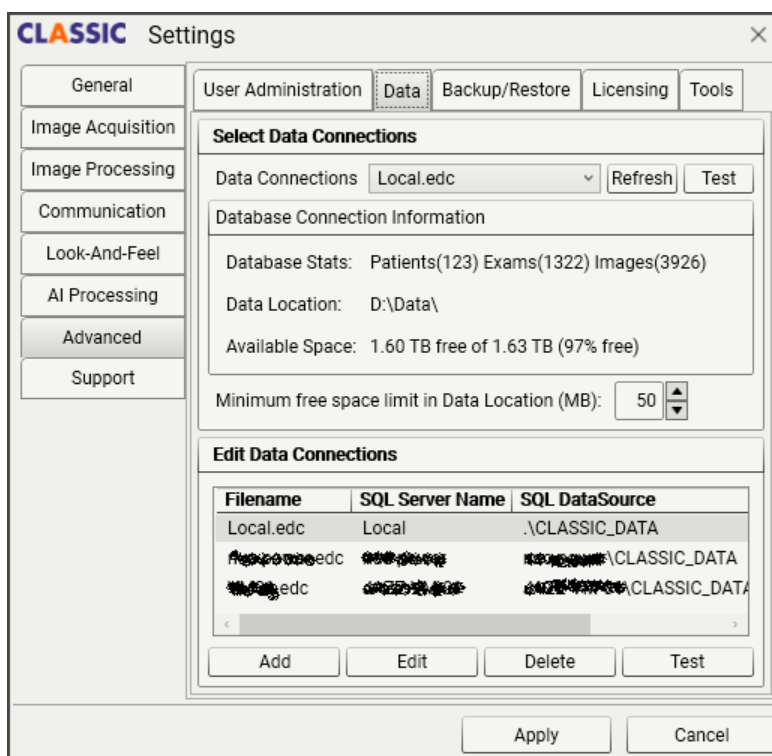 CLASSIC Settings
General
Image Acquisition
Image Processing
Communication
Look-And-Feel
AI Processing
Advanced
Support
User Administration Data Backup/Restore Licensing Tools
Select Data Connections
Data Connections Local.edc Refresh Test
Database Connection Information
Database Stats: Patients(123) Exams(1322) Images(3926)
Data Location: D:\Data\
Available Space: 1.60 TB free of 1.63 TB (97% free)
Minimum free space limit in Data Location (MB): 50
Edit Data Connections
Filename SQL Server Name SQL DataSource
Local.edc Local .\CLASSIC_DATA
edc \CLASSIC_DATA
edc \CLASSIC_DATA
Add Edit Delete Test
Apply Cancel